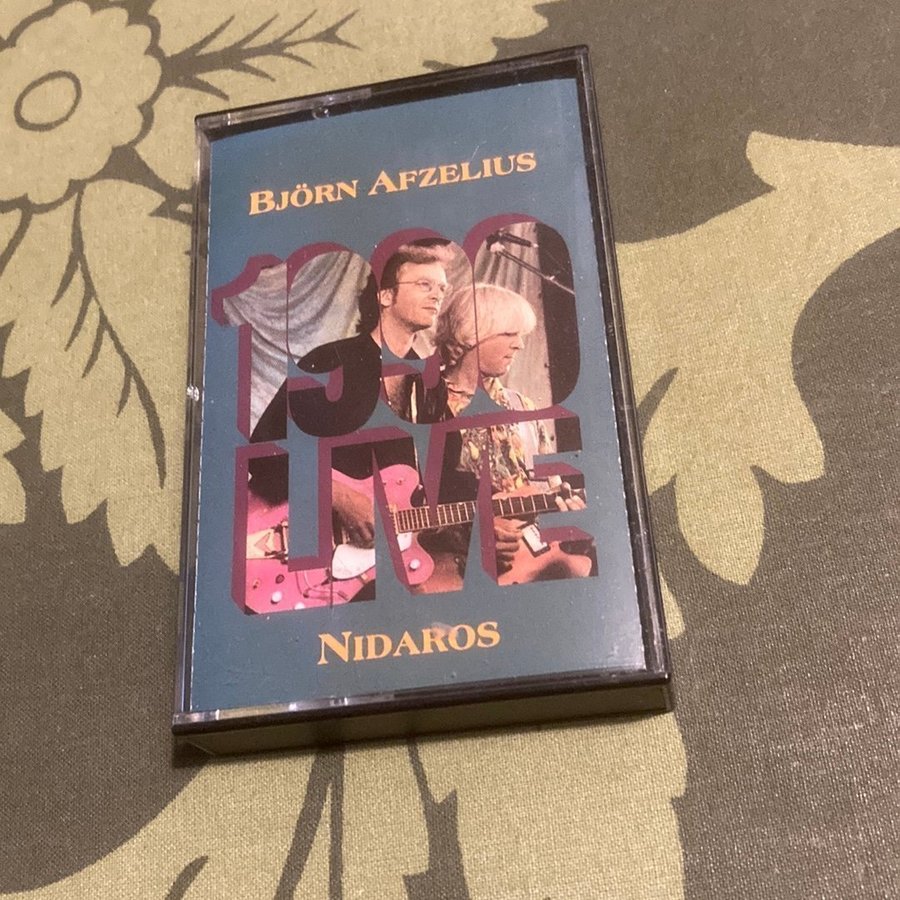 BJÖRN AFZELIUS
1990
LIVE
NIDAROS